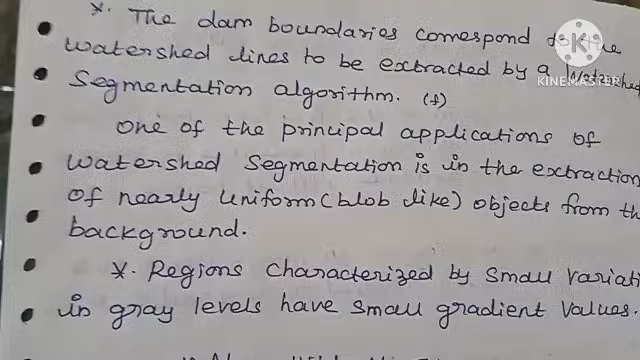 *. The dam boundaries correspond to the
Watershed lines to be extracted by a Watershed
Segmentation algorithm. (f)
One of the principal applications of
Watershed Segmentation is in the extraction
of nearly uniform (blob like) objects from the
background.
*. Regions characterized by small variati
in gray levels have small gradient values.
KINEMASTER